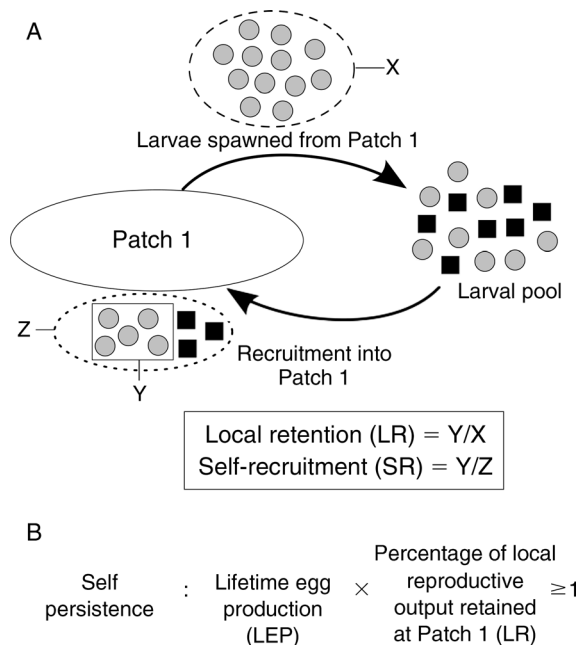 A
X
Larvae spawned from Patch 1
Patch 1
Larval pool
Z
Y
Recruitment into
Patch 1
Local retention (LR) = Y/X
Self-recruitment (SR) = Y/Z
B
Self
persistence
:
Lifetime egg
production
(LEP)
×
Percentage of local
reproductive
output retained
at Patch 1 (LR)
≥1